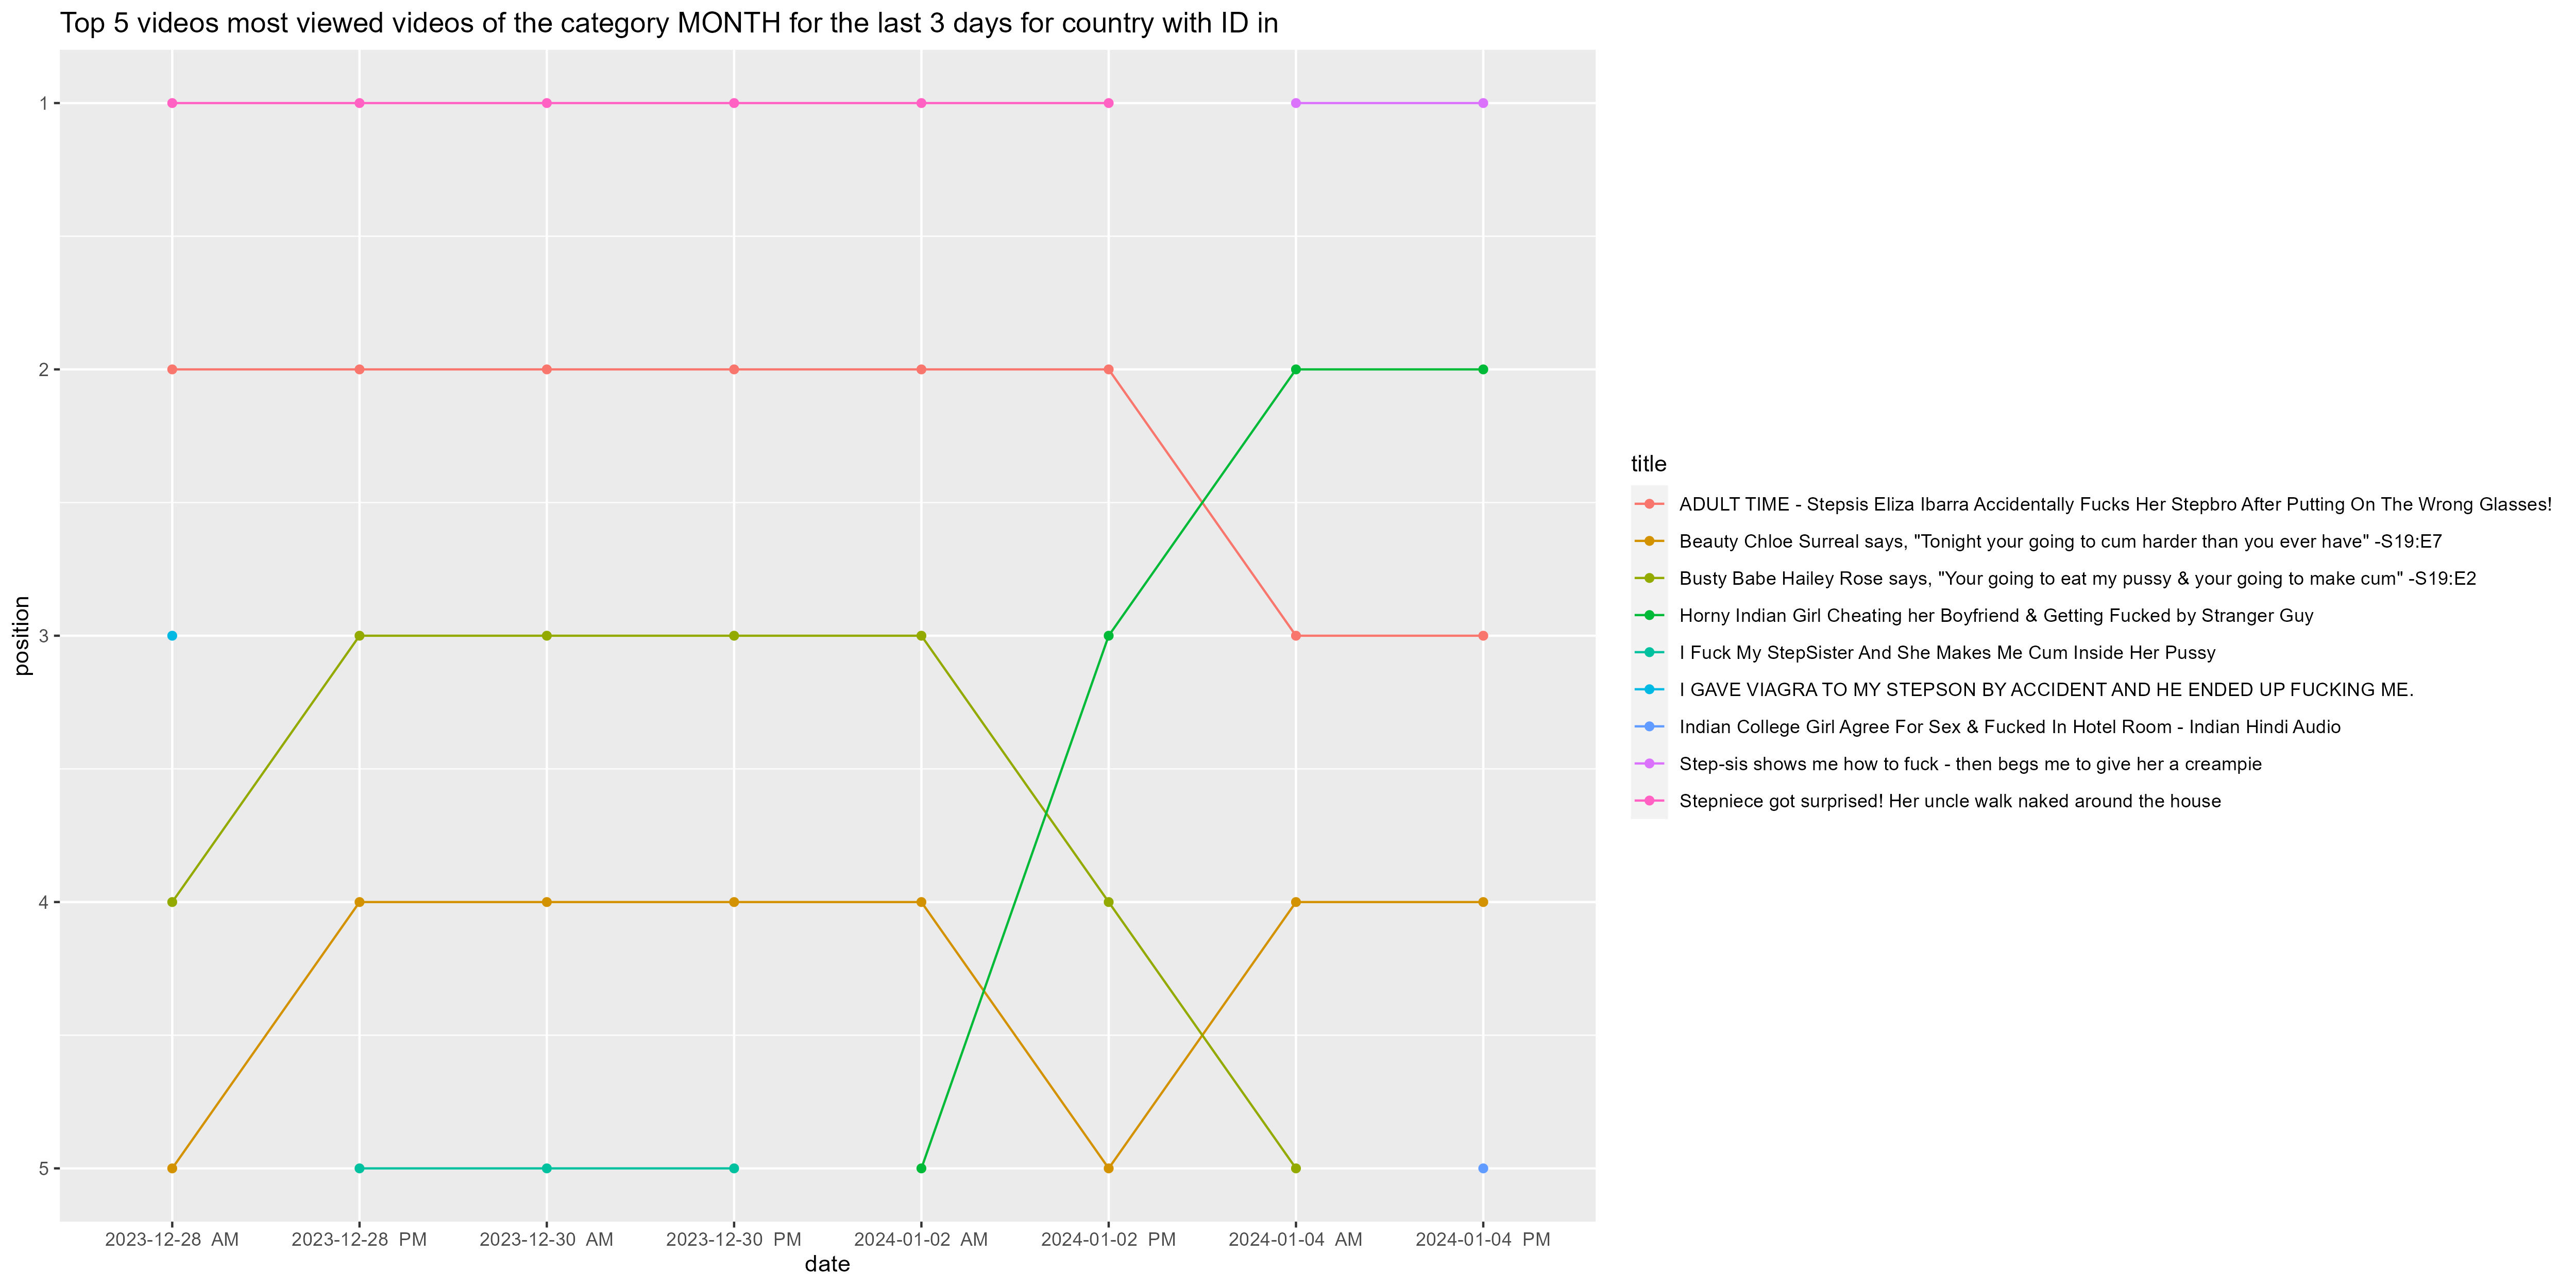 Top 5 videos most viewed videos of the category MONTH for the last 3 days for country with ID in
1
2
3
4
5
position
2023-12-28  AM
2023-12-28  PM
2023-12-30  AM
2023-12-30  PM
2024-01-02  AM
2024-01-02  PM
2024-01-04  AM
2024-01-04  PM
date
title
ADULT TIME - Stepsis Eliza Ibarra Accidentally Fucks Her Stepbro After Putting On The Wrong Glasses!
Beauty Chloe Surreal says, "Tonight your going to cum harder than you ever have" -S19:E7
Busty Babe Hailey Rose says, "Your going to eat my pussy & your going to make cum" -S19:E2
Horny Indian Girl Cheating her Boyfriend & Getting Fucked by Stranger Guy
I Fuck My StepSister And She Makes Me Cum Inside Her Pussy
I GAVE VIAGRA TO MY STEPSON BY ACCIDENT AND HE ENDED UP FUCKING ME.
Indian College Girl Agree For Sex & Fucked In Hotel Room - Indian Hindi Audio
Step-sis shows me how to fuck - then begs me to give her a creampie
Stepniece got surprised! Her uncle walk naked around the house